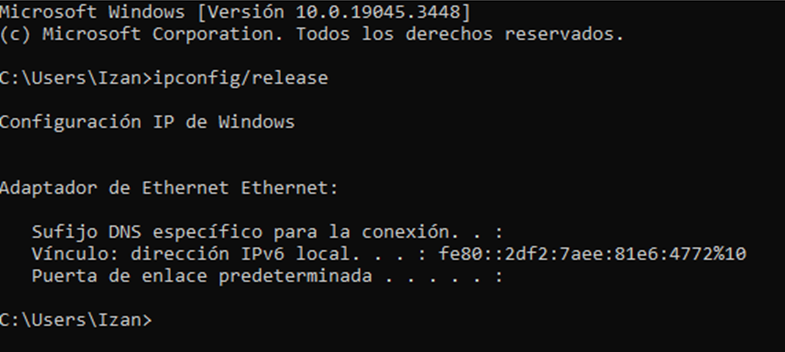 Microsoft Windows [Versión 10.0.19045.3448]
(c) Microsoft Corporation. Todos los derechos reservados.
C:\Users\Izan>ipconfig/release
Configuración IP de Windows
Adaptador de Ethernet Ethernet:
Sufijo DNS específico para la conexión. . :
Vínculo: dirección IPv6 local. . . : fe80::2df2:7aee:81e6:4772%10
Puerta de enlace predeterminada . . . . . :
C:\Users\Izan>